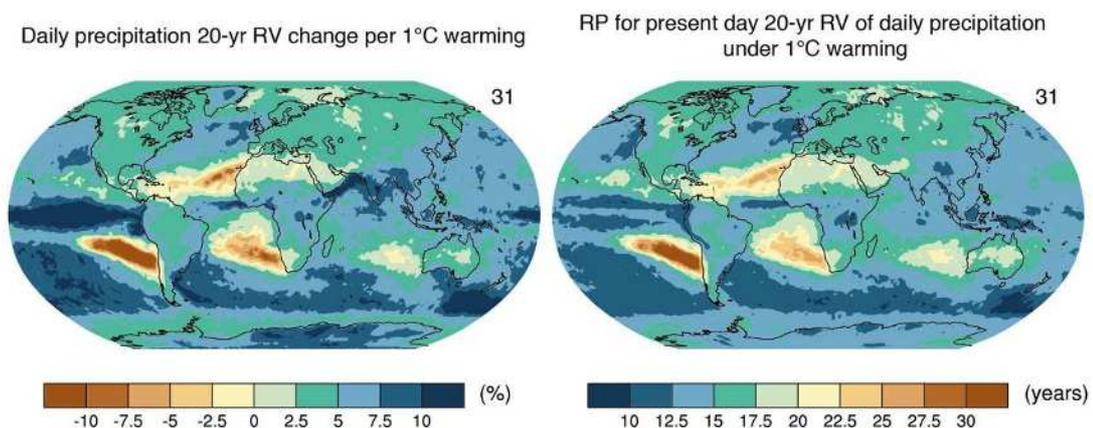 Daily precipitation 20-yr RV change per 1°C warming
31
-10 -7.5 -5 -2.5 0 2.5 5 7.5 10 (%)
RP for present day 20-yr RV of daily precipitation
under 1°C warming
31
10 12.5 15 17.5 20 22.5 25 27.5 30 (years)